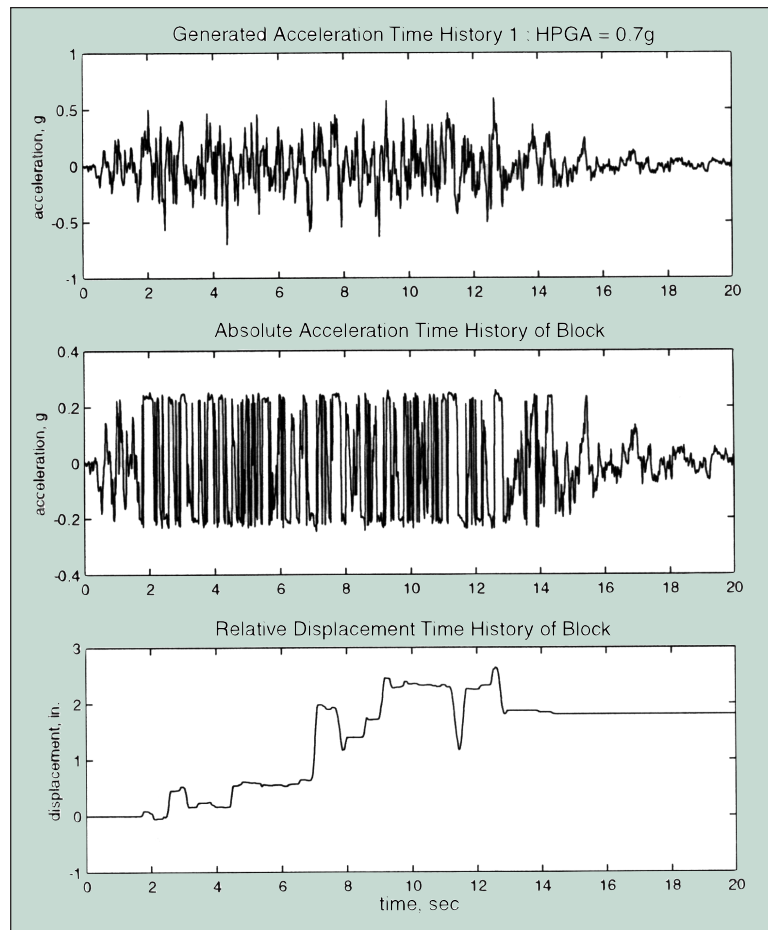 Generated Acceleration Time History 1 : HPGA = 0.7g
1
0.5
0
-0.5
-1
acceleration, g
0 2 4 6 8 10 12 14 16 18 20
Absolute Acceleration Time History of Block
0.4
0.2
0
-0.2
-0.4
acceleration, g
0 2 4 6 8 10 12 14 16 18 20
Relative Displacement Time History of Block
3
2
1
0
-1
displacement, in.
0 2 4 6 8 10 12 14 16 18 20
time, sec